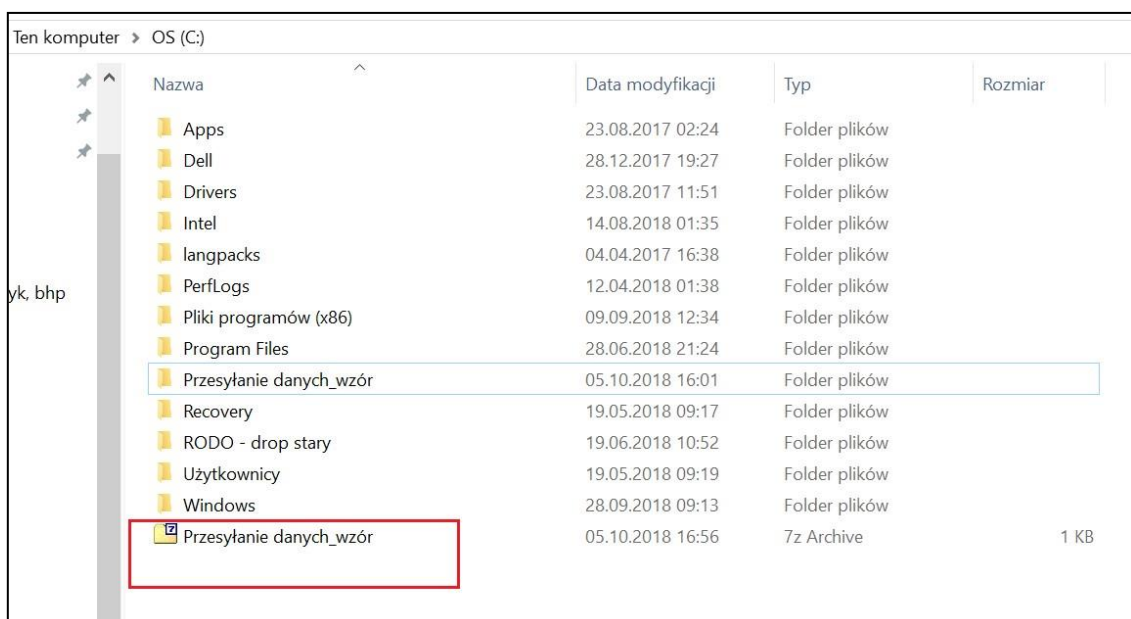 Ten komputer > OS (C:)
Nazwa Data modyfikacji Typ Rozmiar
Apps 23.08.2017 02:24 Folder plików
Dell 28.12.2017 19:27 Folder plików
Drivers 23.08.2017 11:51 Folder plików
Intel 14.08.2018 01:35 Folder plików
langpacks 04.04.2017 16:38 Folder plików
yk, bhp PerfLogs 12.04.2018 01:38 Folder plików
Pliki programów (x86) 09.09.2018 12:34 Folder plików
Program Files 28.06.2018 21:24 Folder plików
Przesyłanie danych_wzór 05.10.2018 16:01 Folder plików
Recovery 19.05.2018 09:17 Folder plików
RODO - drop stary 19.06.2018 10:52 Folder plików
Użytkownicy 19.05.2018 09:19 Folder plików
Windows 28.09.2018 09:13 Folder plików
Przesyłanie danych_wzór 05.10.2018 16:56 7z Archive 1 KB